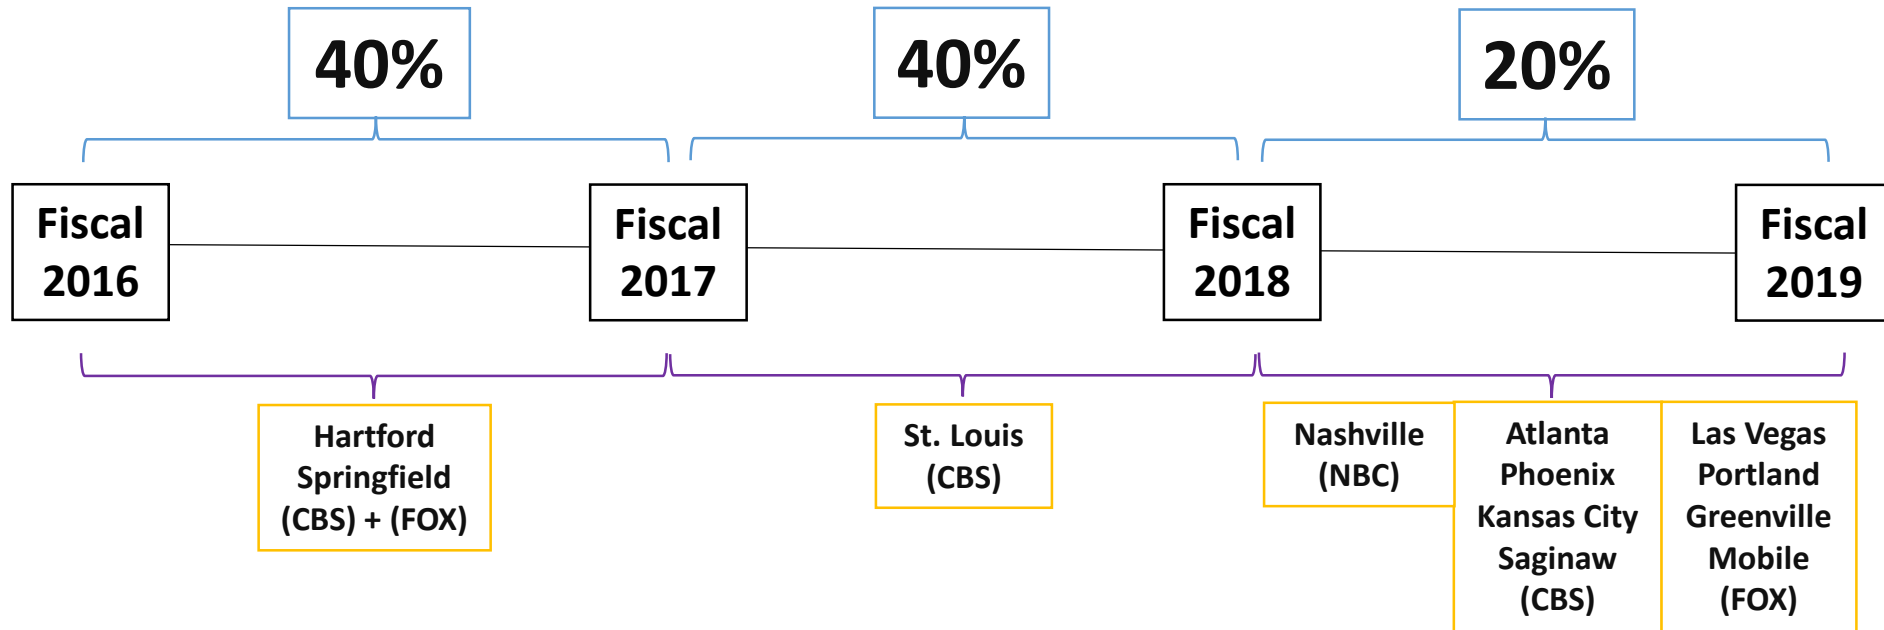 40%
40%
20%
Fiscal
2016
Fiscal
2017
Fiscal
2018
Fiscal
2019
Hartford
Springfield
(CBS) + (FOX)
St. Louis
(CBS)
Nashville
(NBC)
Atlanta
Phoenix
Kansas City
Saginaw
(CBS)
Las Vegas
Portland
Greenville
Mobile
(FOX)